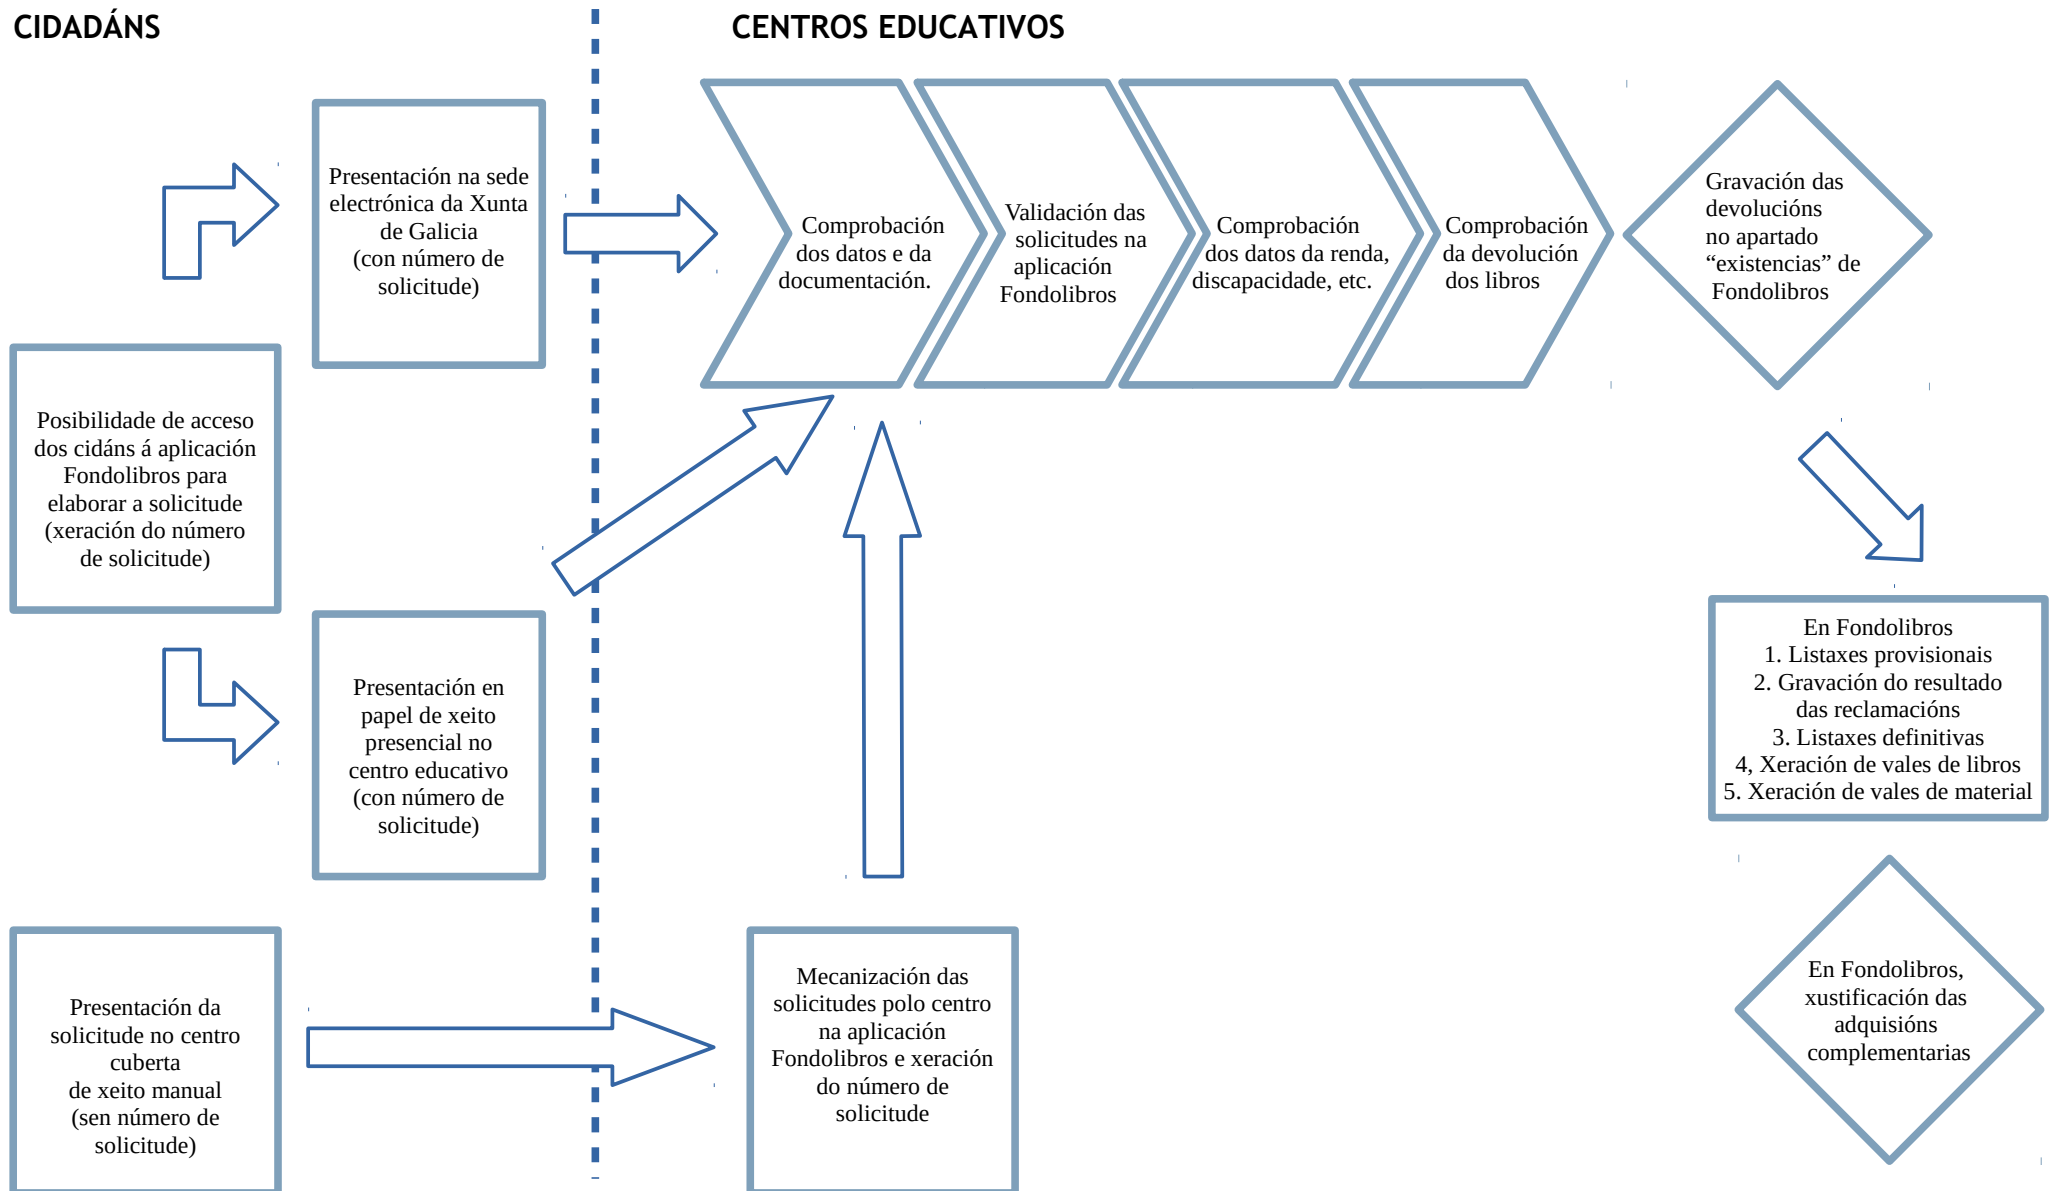 CIDADÁNS
CENTROS EDUCATIVOS
Presentación na sede
electrónica da Xunta
de Galicia
(con número de
solicitude)
Posibilidade de acceso
dos cidáns á aplicación
Fondolibros para
elaborar a solicitude
(xeración do número
de solicitude)
Presentación en
papel de xeito
presencial no
centro educativo
(con número de
solicitude)
Presentación da
solicitude no centro
cuberta
de xeito manual
(sen número de
solicitude)
Comprobación
dos datos e da
documentación.
Validación das
solicitudes na
aplicación
Fondolibros
Comprobación
dos datos da renda,
discapacidade, etc.
Comprobación
da devolución
dos libros
Gravación das
devolucións
no apartado
“existencias” de
Fondolibros
Mecanización das
solicitudes polo centro
na aplicación
Fondolibros e xeración
do número de
solicitude
En Fondolibros
1. Listaxes provisionais
2. Gravación do resultado
das reclamacións
3. Listaxes definitivas
4, Xeración de vales de libros
5. Xeración de vales de material
En Fondolibros,
xustificación das
adquisións
complementarias